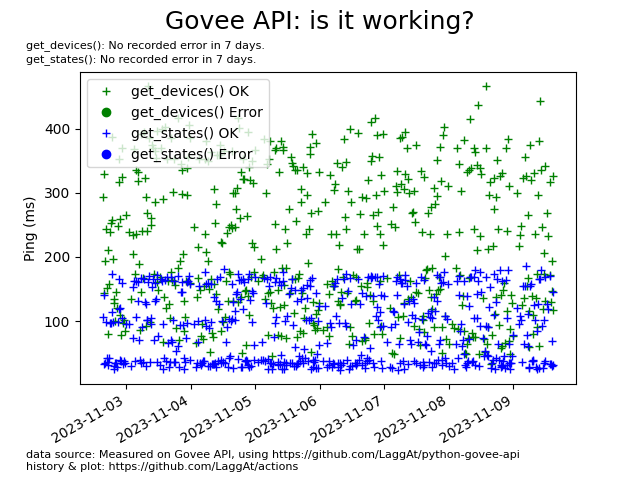 Govee API: is it working?
get_devices(): No recorded error in 7 days.
get_states(): No recorded error in 7 days.
get_devices() OK
get_devices() Error
get_states() OK
get_states() Error
Ping (ms)
400
300
200
100
2023-11-03
2023-11-04
2023-11-05
2023-11-06
2023-11-07
2023-11-08
2023-11-09
data source: Measured on Govee API, using https://github.com/LaggAt/python-govee-api
history & plot: https://github.com/LaggAt/actions